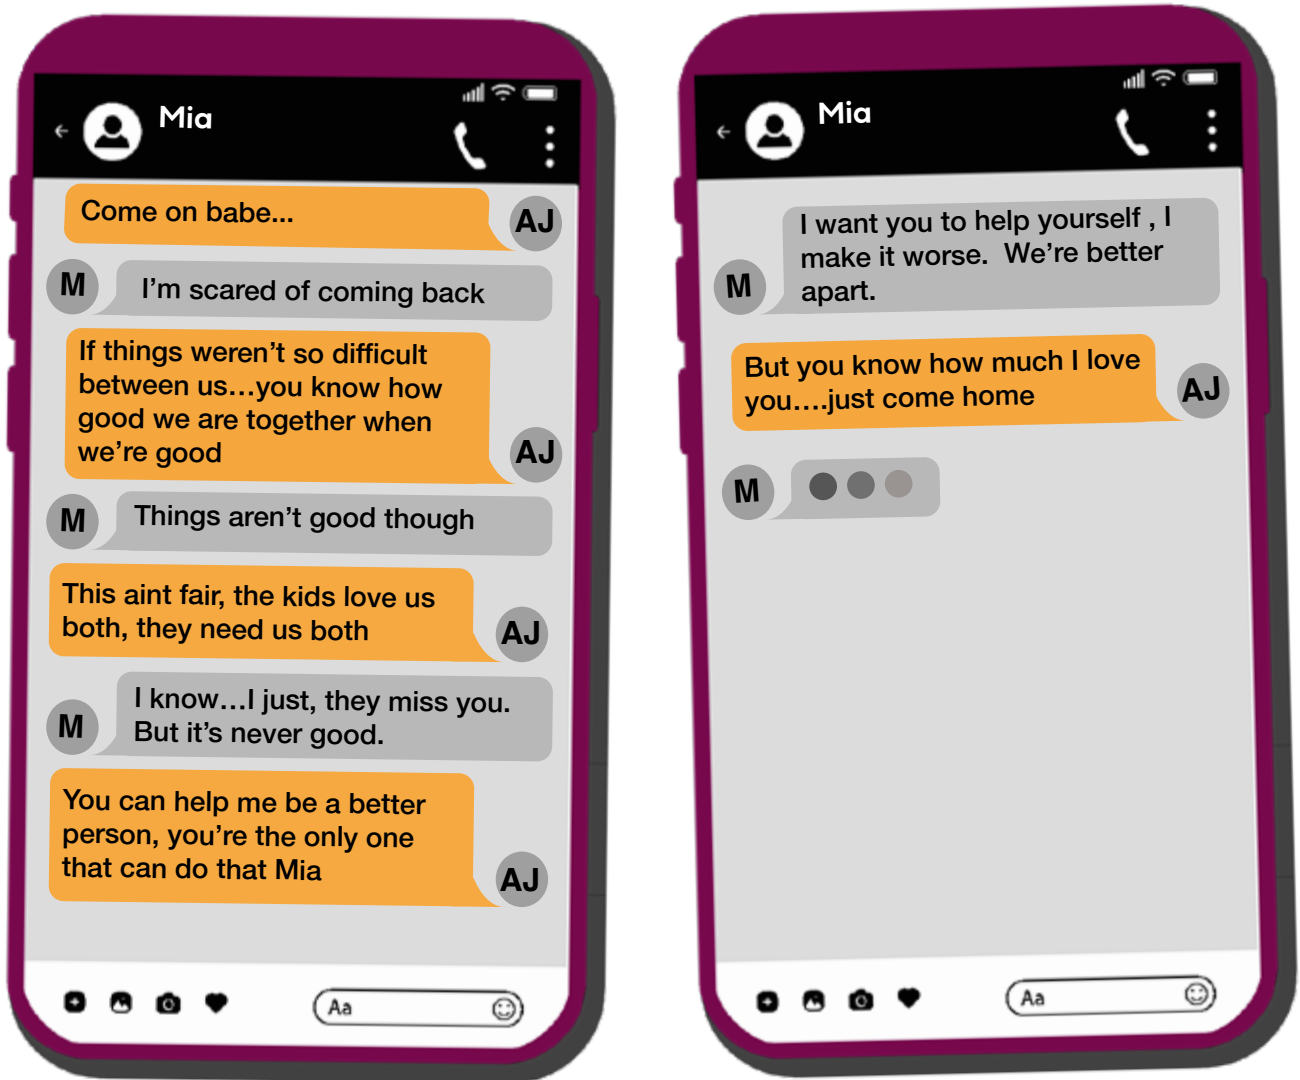 Mia
Come on babe...
AJ
M
I'm scared of coming back
If things weren't so difficult
between us...you know how
good we are together when
we're good
AJ
M
Things aren't good though
This aint fair, the kids love us
both, they need us both
AJ
I know...I just, they miss you.
But it's never good.
M
You can help me be a better
person, you're the only one
that can do that Mia
AJ
Aa
Mia
I want you to help yourself , I
make it worse.  We're better
apart.
M
But you know how much I love
you....just come home
AJ
M
Aa